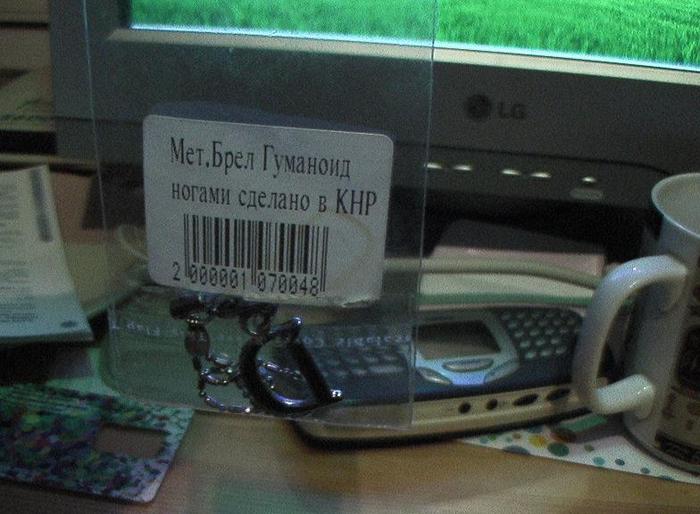 LG
Мет.Брел Гуманоид
ногами сделано в КНР
2 000001 070048